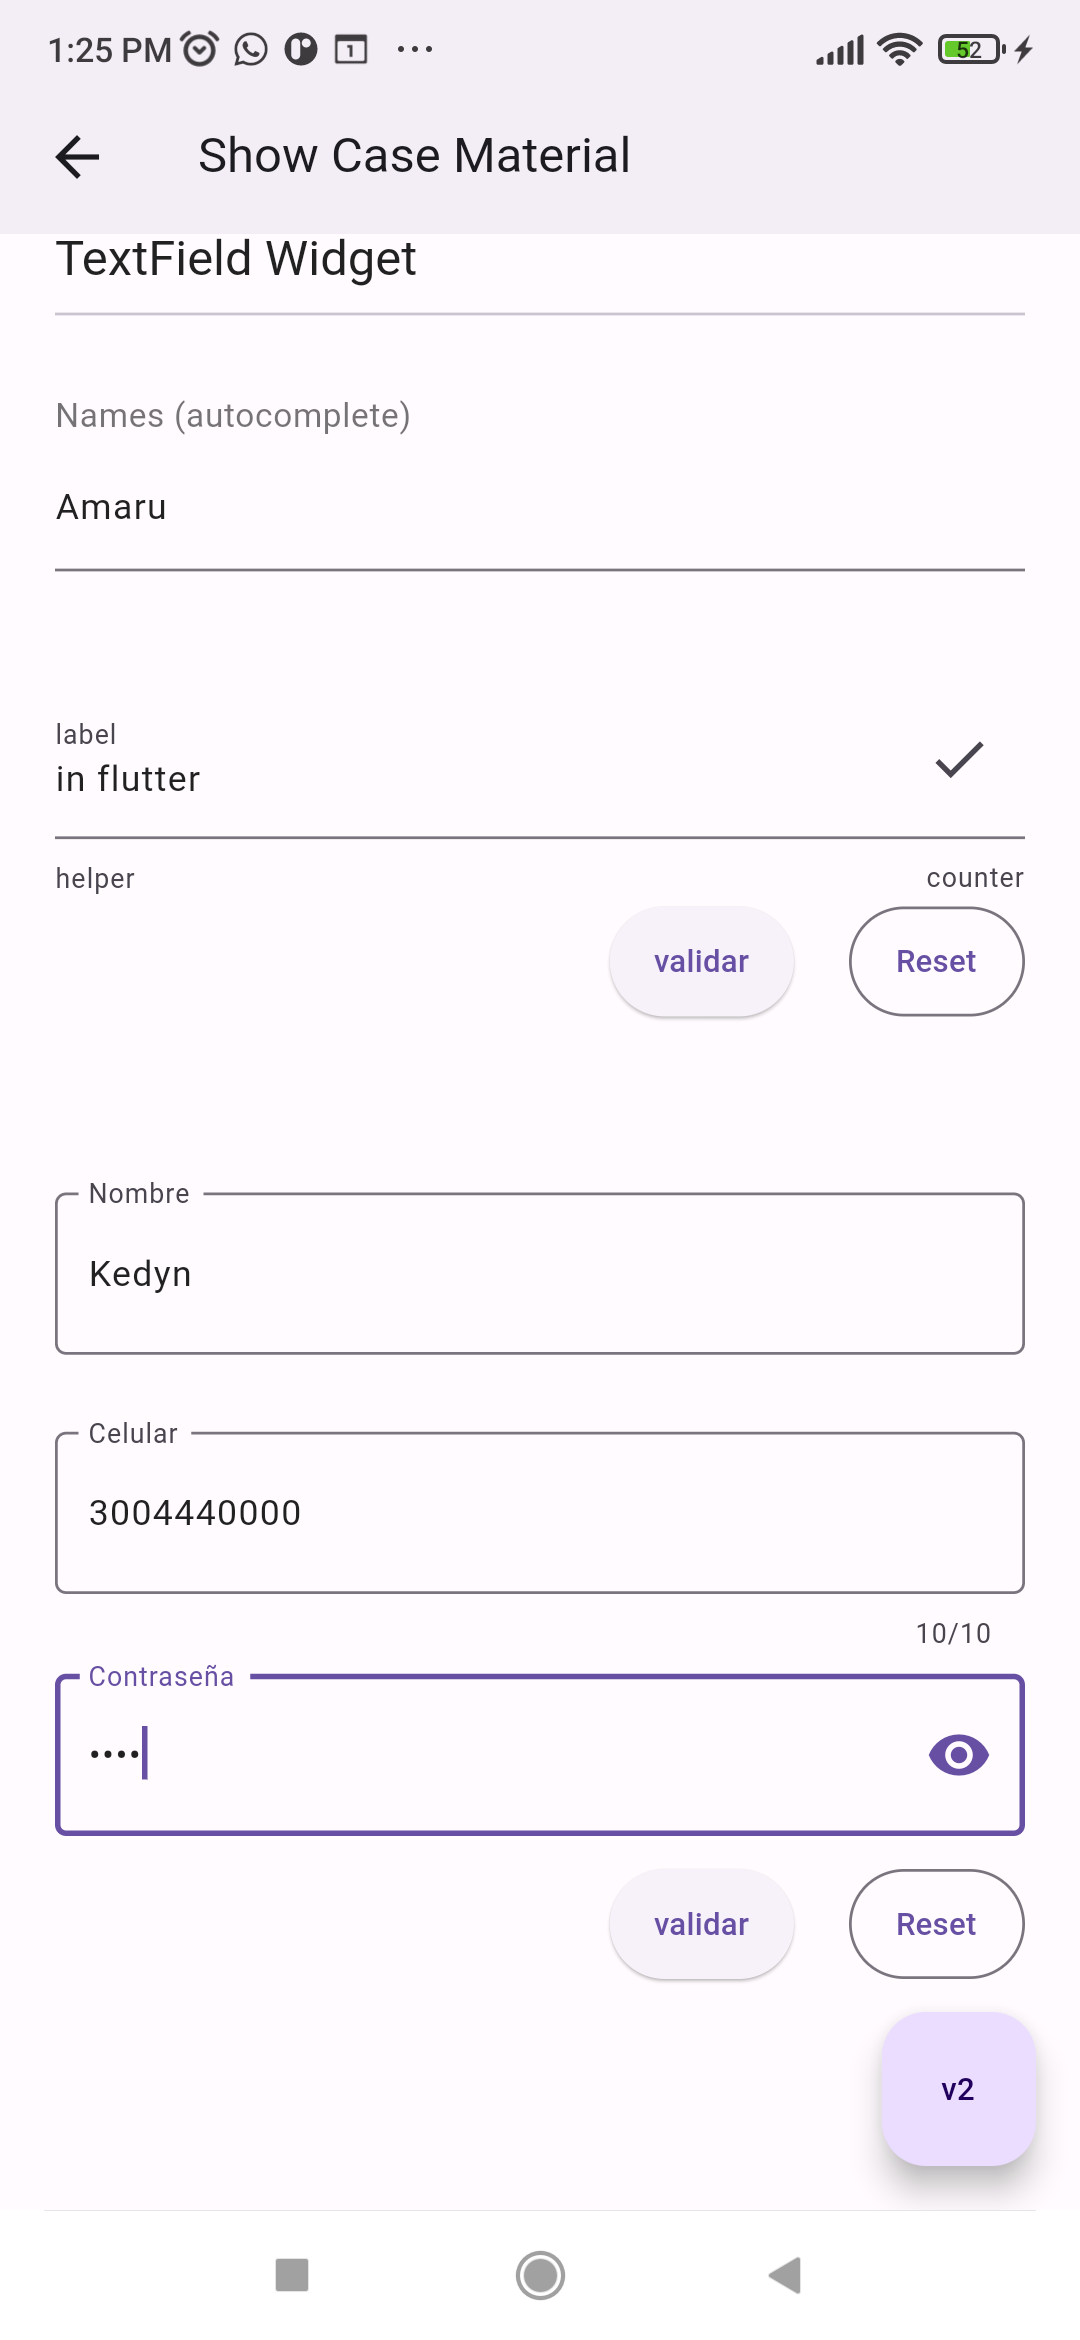 1:25 PM
1
52
Show Case Material
TextField Widget
Names (autocomplete)
Amaru
label
in flutter
helper
counter
validar
Reset
Nombre
Kedyn
Celular
3004440000
10/10
Contraseña
••••
validar
Reset
v2